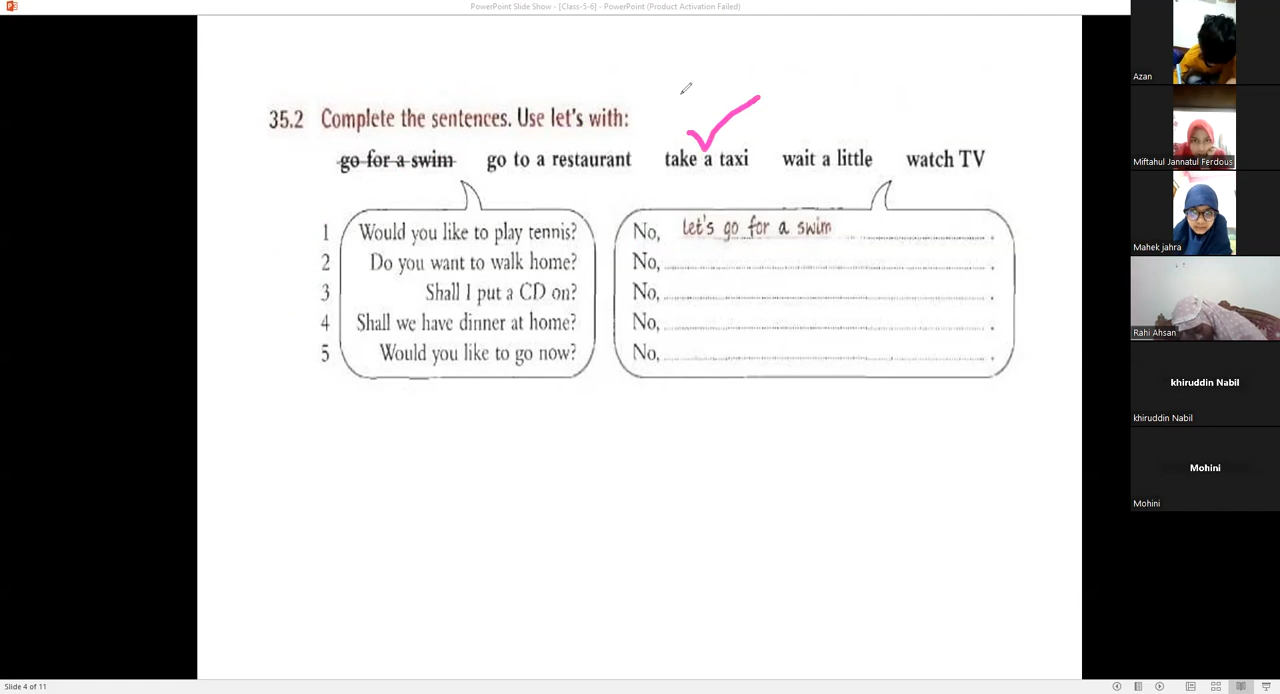 PowerPoint Slide Show - [Class-5-6] - PowerPoint (Product Activation Failed)
35.2 Complete the sentences. Use let's with:
go for a swim go to a restaurant take a taxi wait a little watch TV
1 Would you like to play tennis? No, let's go for a swim .
2 Do you want to walk home? No, .
3 Shall I put a CD on? No, .
4 Shall we have dinner at home? No, .
5 Would you like to go now? No, .
Azan
Miftahul Jannatul Ferdous
Mahek jahra
Rahi Ahsan
khiruddin Nabil
khiruddin Nabil
Mohini
Mohini
Slide 4 of 11